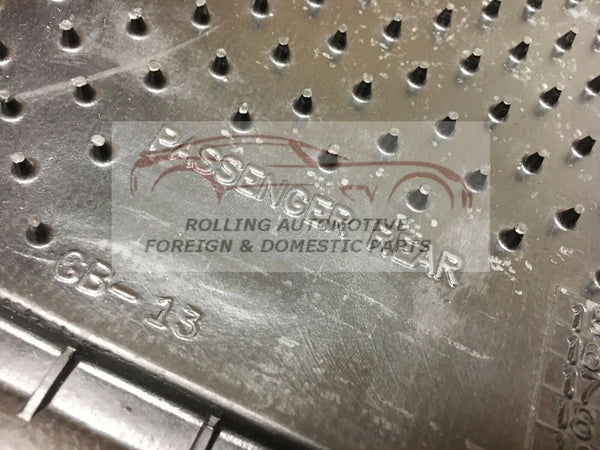 PASSENGER REAR
ROLLING AUTOMOTIVE
FOREIGN & DOMESTIC PARTS
GB-13